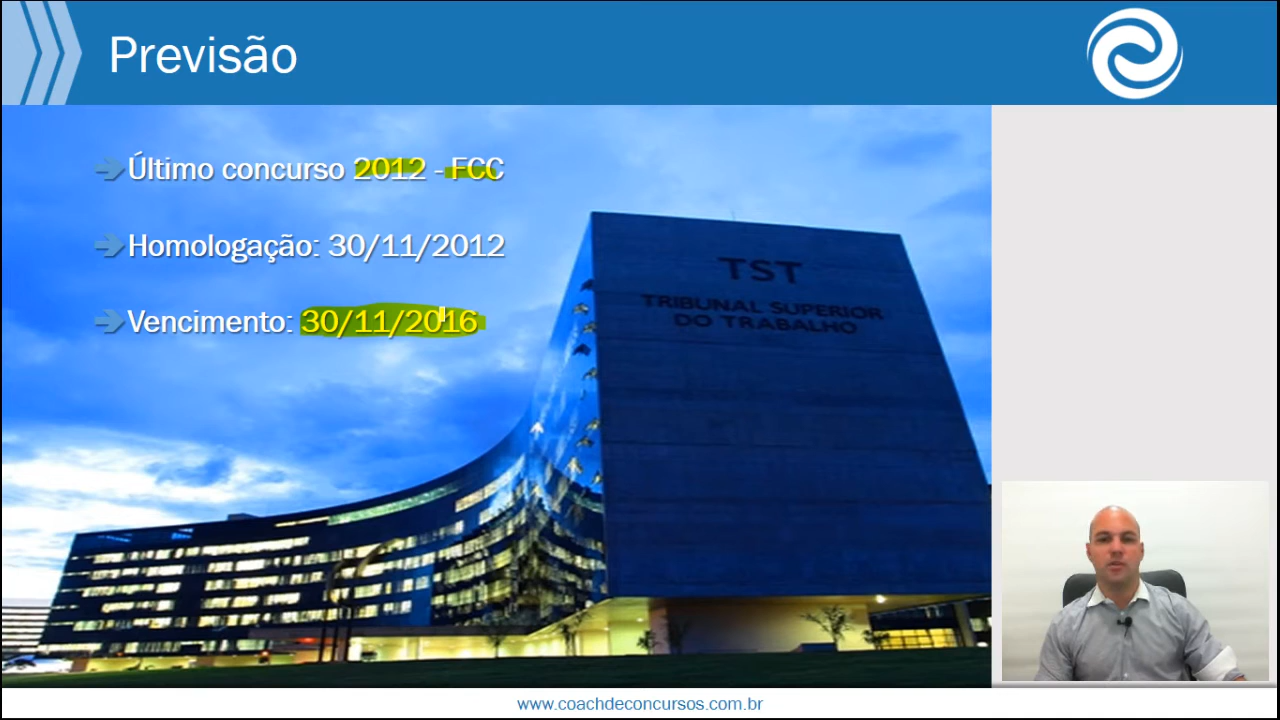 Previsão
Último concurso 2012 - FCC
Homologação: 30/11/2012
Vencimento: 30/11/2016
TST
TRIBUNAL SUPERIOR
DO TRABALHO
www.coachdeconcursos.com.br